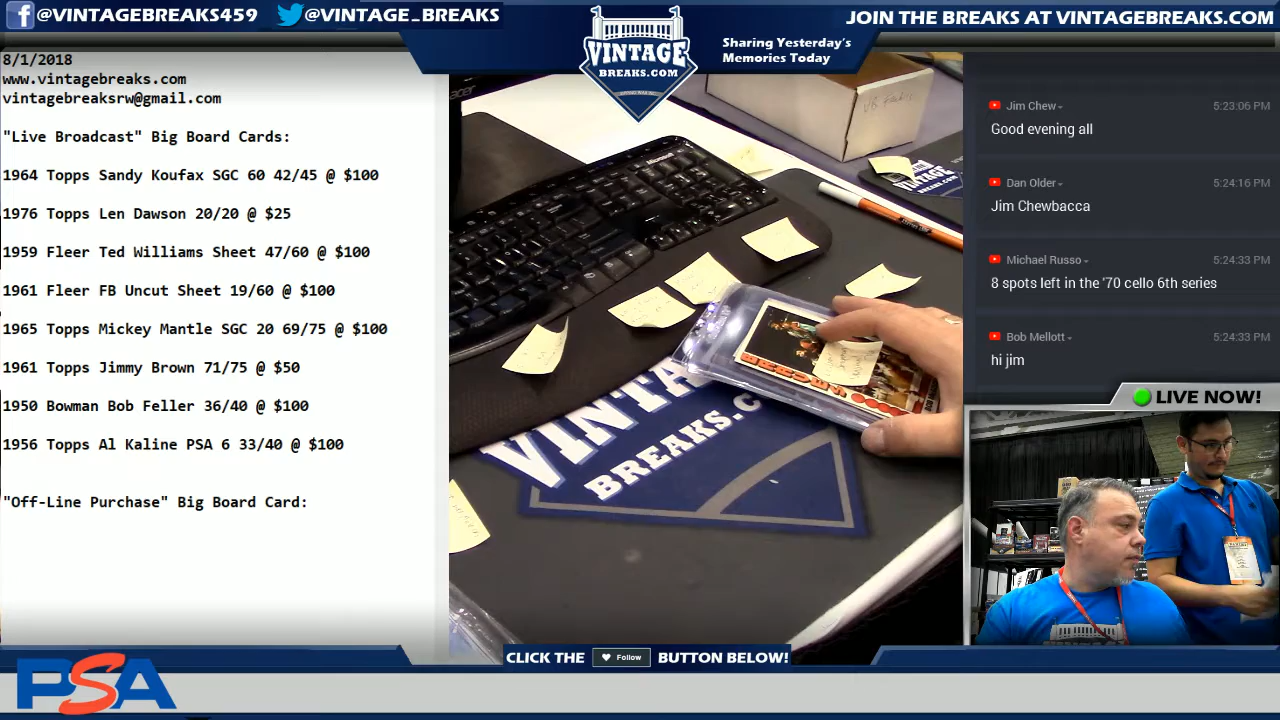 @VINTAGEBREAKS459
@VINTAGE_BREAKS
VINTAGE
BREAKS.COM
Sharing Yesterday's
Memories Today
JOIN THE BREAKS AT VINTAGEBREAKS.COM
8/1/2018
www.vintagebreaks.com
vintagebreaksrw@gmail.com
"Live Broadcast" Big Board Cards:
1964 Topps Sandy Koufax SGC 60 42/45 @ $100
1976 Topps Len Dawson 20/20 @ $25
1959 Fleer Ted Williams Sheet 47/60 @ $100
1961 Fleer FB Uncut Sheet 19/60 @ $100
1965 Topps Mickey Mantle SGC 20 69/75 @ $100
1961 Topps Jimmy Brown 71/75 @ $50
1950 Bowman Bob Feller 36/40 @ $100
1956 Topps Al Kaline PSA 6 33/40 @ $100
"Off-Line Purchase" Big Board Card:
acer
Microsoft
VINTAGE
BREAKS.COM
VINTA
BREAKS.C
Jim Chew 5:23:06 PM
Good evening all
Dan Older 5:24:16 PM
Jim Chewbacca
Michael Russo 5:24:33 PM
8 spots left in the '70 cello 6th series
Bob Mellott 5:24:33 PM
hi jim
LIVE NOW!
CLICK THE Follow BUTTON BELOW!
PSA